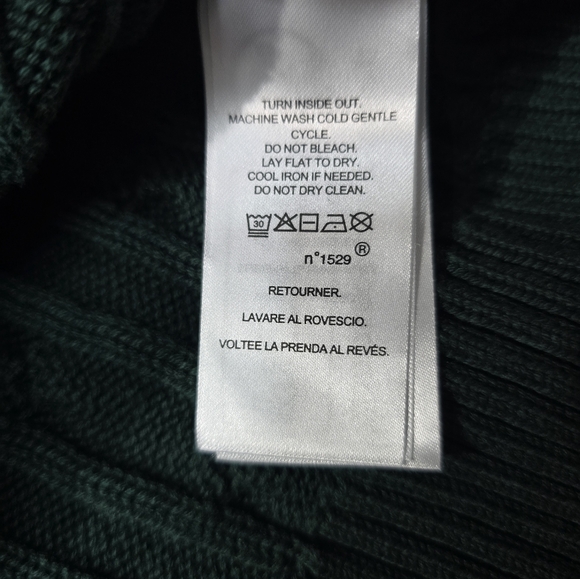 TURN INSIDE OUT.
MACHINE WASH COLD GENTLE
CYCLE.
DO NOT BLEACH.
LAY FLAT TO DRY.
COOL IRON IF NEEDED.
DO NOT DRY CLEAN.
30
n°1529 ®
RETOURNER.
LAVARE AL ROVESCIO.
VOLTEE LA PRENDA AL REVÉS.